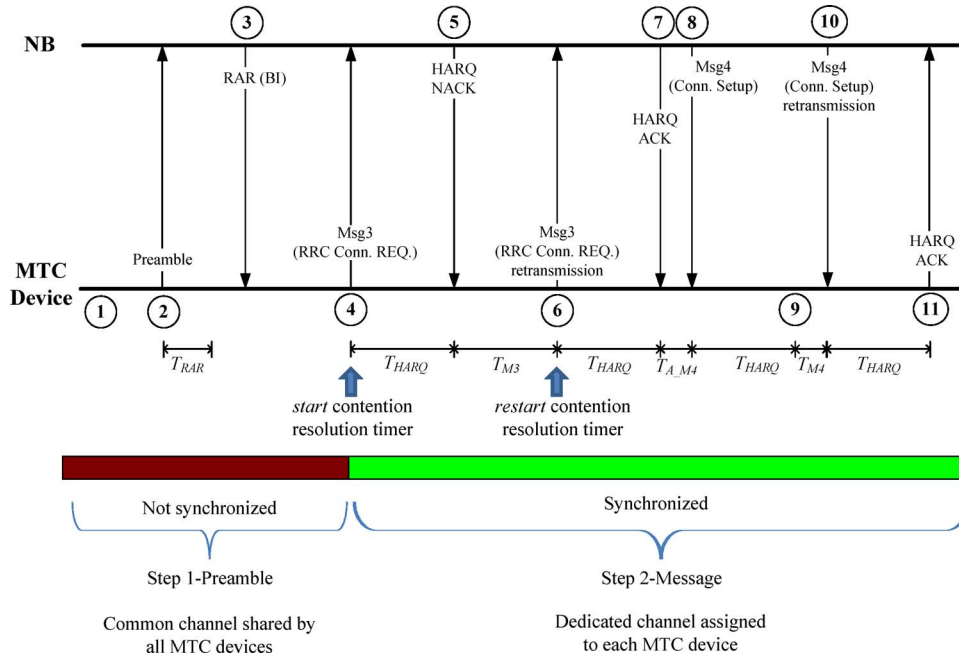 3
5
7
8
10
NB
RAR (BI)
HARQ
NACK
HARQ
ACK
Msg4
(Conn. Setup)
Msg4
(Conn. Setup)
retransmission
Preamble
Msg3
(RRC Conn. REQ.)
Msg3
(RRC Conn. REQ.)
retransmission
HARQ
ACK
MTC
Device
1
2
4
6
9
11
T_RAR
T_HARQ
T_M3
T_HARQ
T_A_M4
T_HARQ
T_M4
T_HARQ
start contention
resolution timer
restart contention
resolution timer
Not synchronized
Synchronized
Step 1-Preamble
Step 2-Message
Common channel shared by
all MTC devices
Dedicated channel assigned
to each MTC device